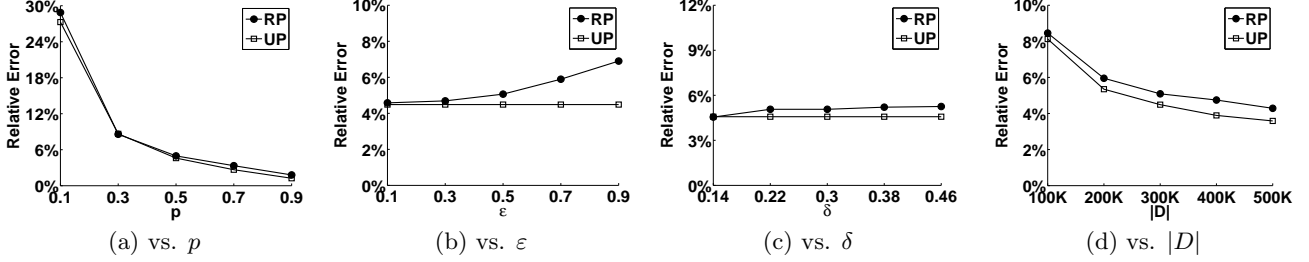 Relative Error
30%
24%
18%
12%
6%
0%
0.1 0.3 0.5 0.7 0.9
p
RP
UP
(a) vs. p
Relative Error
10%
8%
6%
4%
2%
0%
0.1 0.3 0.5 0.7 0.9
ε
RP
UP
(b) vs. ε
Relative Error
12%
9%
6%
3%
0%
0.14 0.22 0.3 0.38 0.46
δ
RP
UP
(c) vs. δ
Relative Error
10%
8%
6%
4%
2%
0%
100K 200K 300K 400K 500K
|D|
RP
UP
(d) vs. |D|